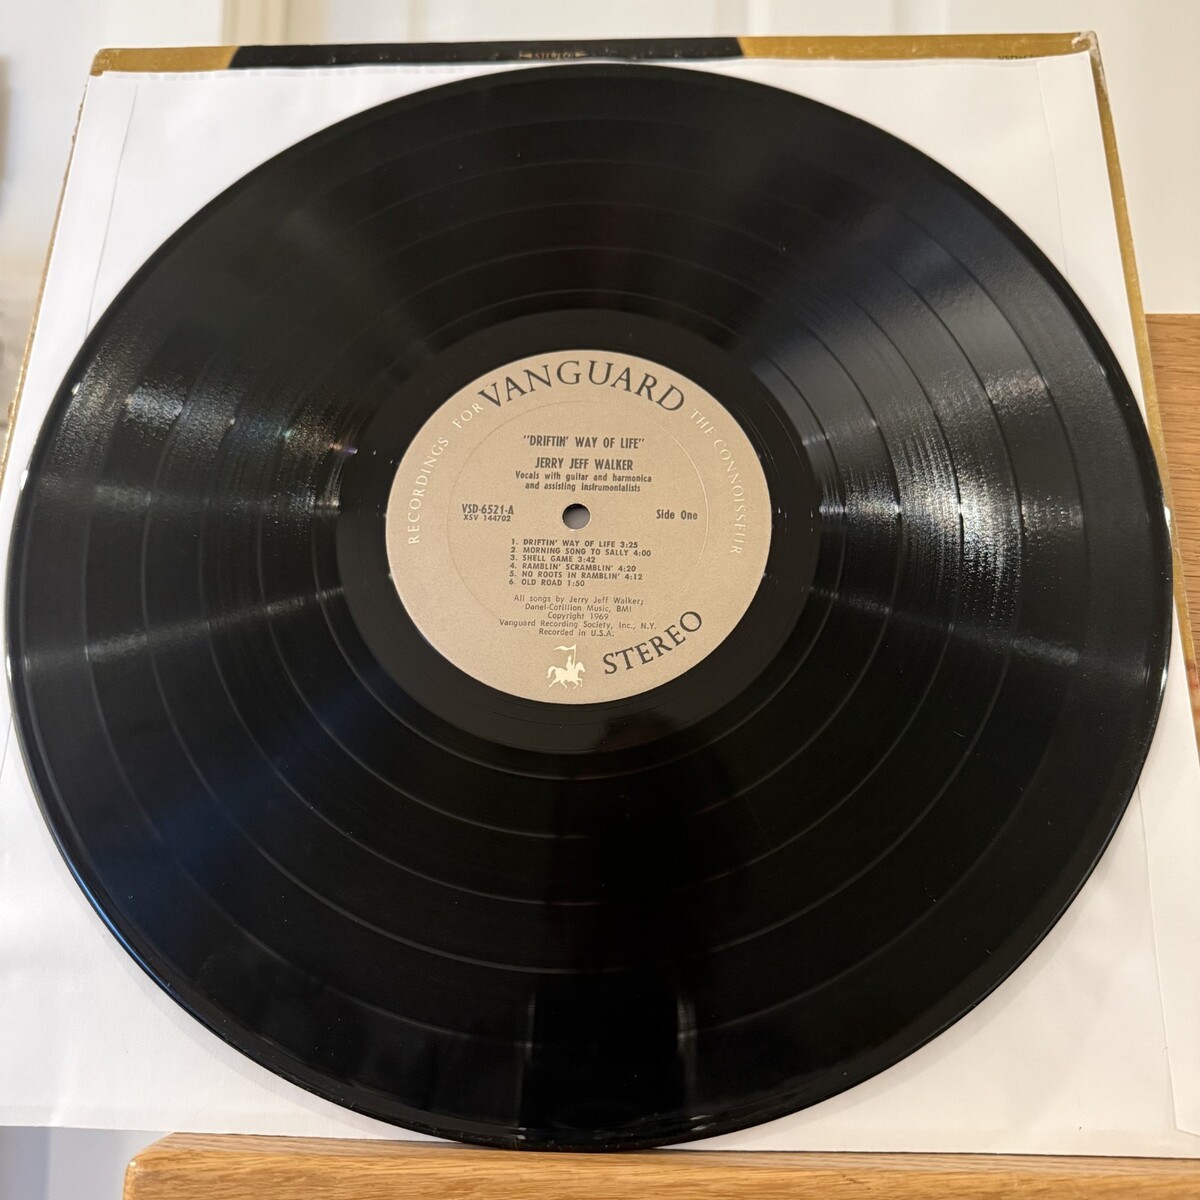 STEREO
RECORDINGS FOR VANGUARD THE CONNOISSEUR
"DRIFTIN' WAY OF LIFE"
JERRY JEFF WALKER
Vocals with guitar and harmonica
and assisting instrumentalists
VSD-6521-A Side One
XSV 144702
1. DRIFTIN' WAY OF LIFE 3:25
2. MORNING SONG TO SALLY 4:00
3. SHELL GAME 3:42
4. RAMBLIN' SCRAMBLIN' 4:20
5. NO ROOTS IN RAMBLIN' 4:12
6. OLD ROAD 1:50
All songs by Jerry Jeff Walker;
Danel-Cotillion Music, BMI
Copyright 1969
Vanguard Recording Society, Inc., N.Y.
Recorded in U.S.A.
STEREO